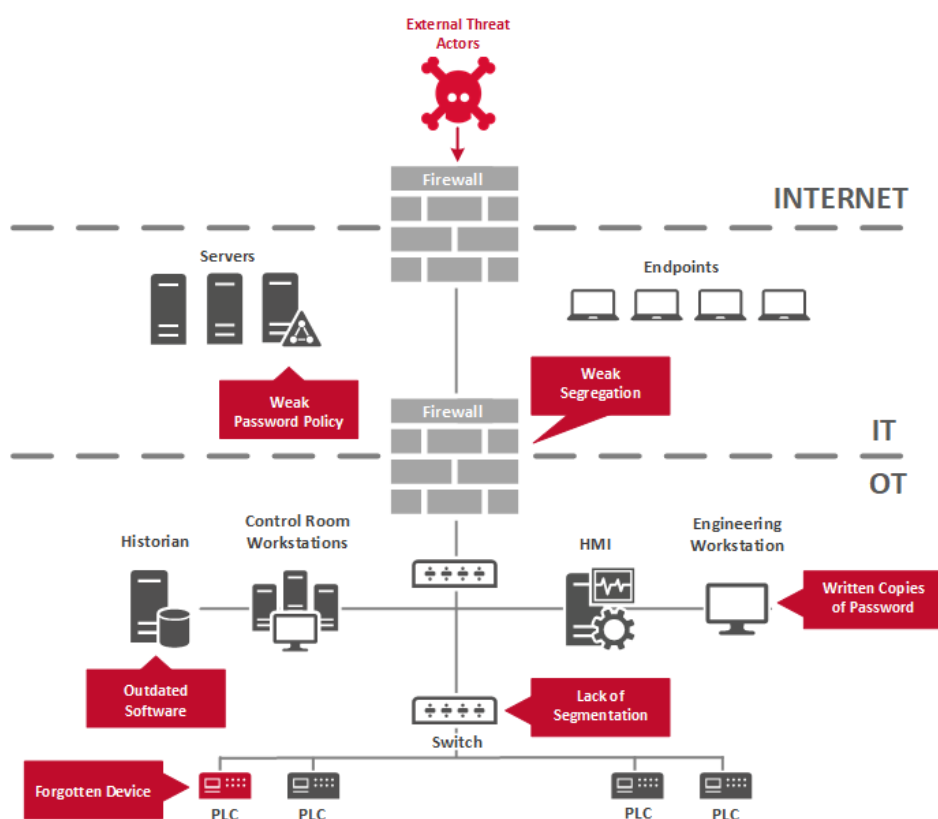 External Threat
Actors
Firewall
INTERNET
Servers
Endpoints
Weak
Password Policy
Weak
Segregation
Firewall
IT
OT
Historian
Control Room
Workstations
HMI
Engineering
Workstation
Written Copies
of Password
Outdated
Software
Lack of
Segmentation
Switch
Forgotten Device
PLC
PLC
PLC
PLC